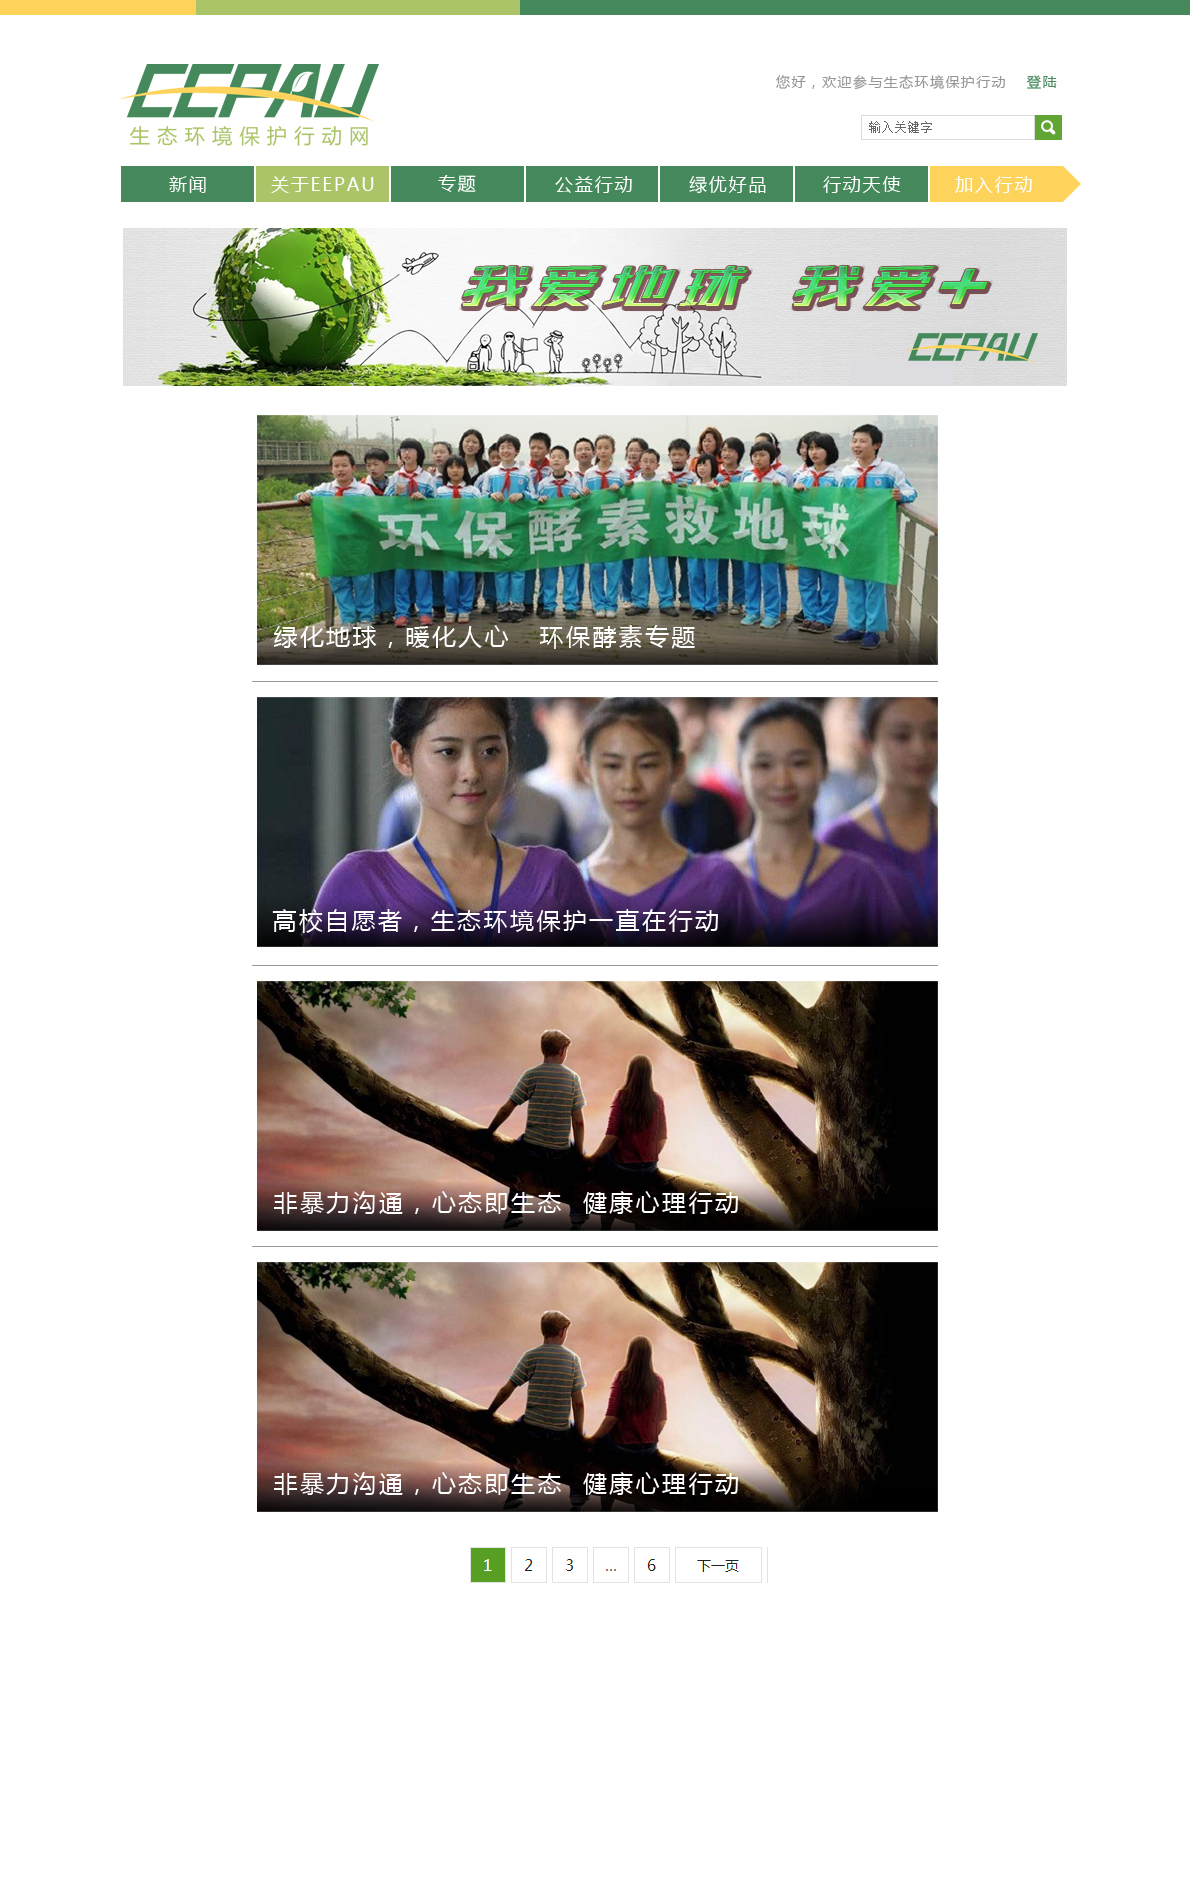 EEPAU
生态环境保护行动网
您好，欢迎参与生态环境保护行动 登陆
输入关键字
新闻 关于EEPAU 专题 公益行动 绿优好品 行动天使 加入行动
我爱地球 我爱+
EEPAU
环保酵素救地球
绿化地球，暖化人心 环保酵素专题
高校自愿者，生态环境保护一直在行动
非暴力沟通，心态即生态 健康心理行动
非暴力沟通，心态即生态 健康心理行动
1 2 3 ... 6 下一页